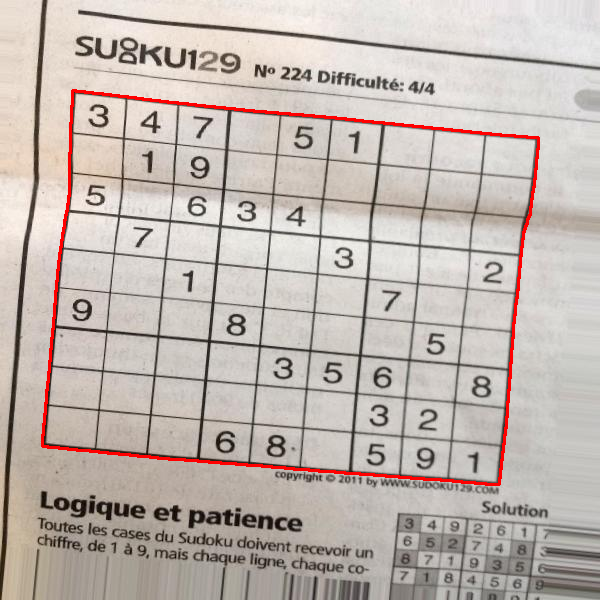 SUDOKU129 Nº 224 Difficulté: 4/4
3 4 7 5 1
1 9
5 6 3 4
7 3 2
1 7
9 8 5
3 5 6 8
3 2
6 8 5 9 1
copyright © 2011 by WWW.SUDOKU129.COM
Logique et patience
Toutes les cases du Sudoku doivent recevoir un
chiffre, de 1 à 9, mais chaque ligne, chaque co-
Solution
3 4 9 2 6 1 7
6 5 2 7 4 8 3
8 7 1 9 3 5 6
7 1 8 4 5 6 9